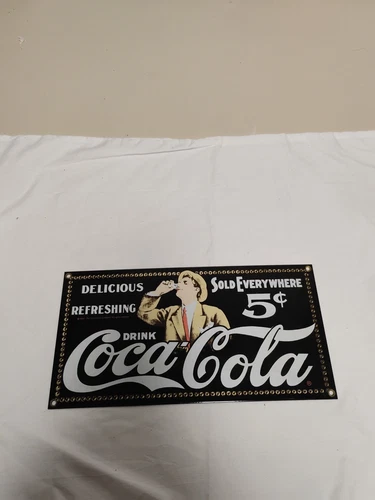 DELICIOUS
REFRESHING
SOLD EVERYWHERE
5¢
DRINK
Coca Cola